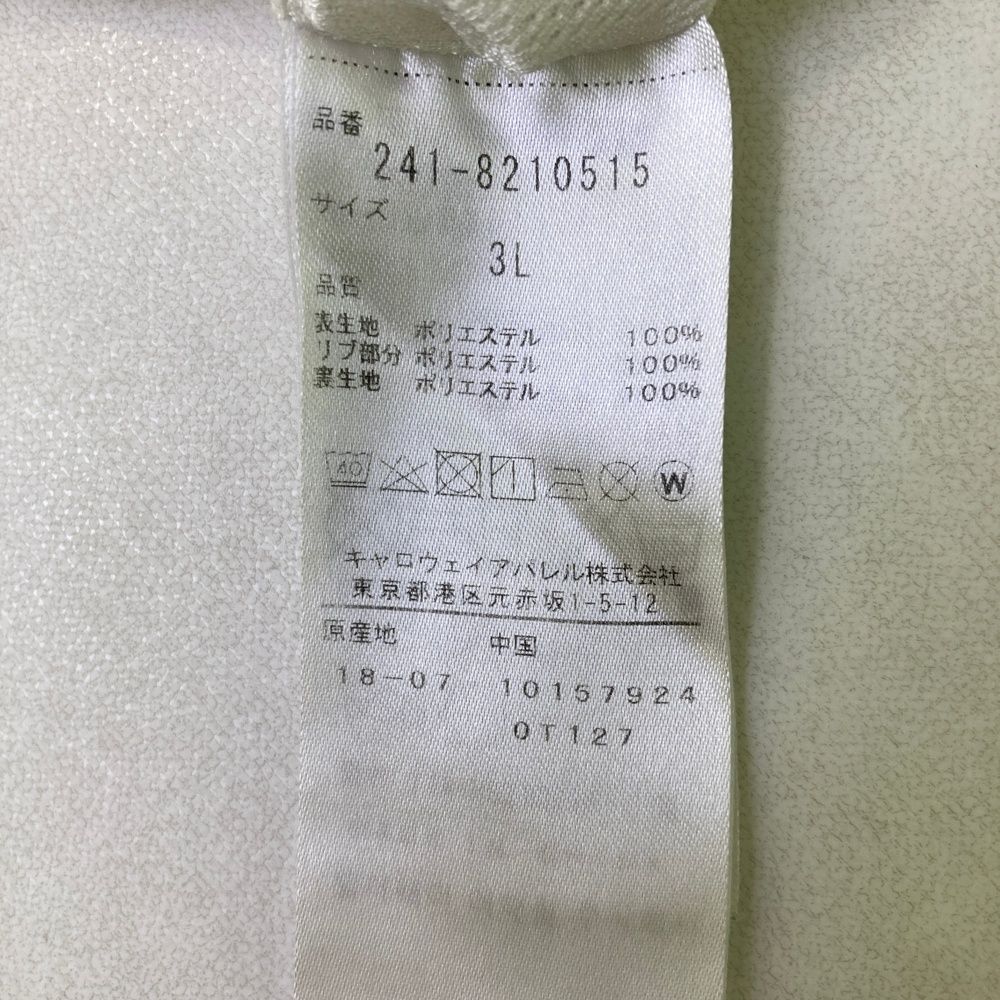 品番
241-8210515
サイズ
3L
品質
表生地 ポリエステル 100%
リブ部分 ポリエステル 100%
裏生地 ポリエステル 100%
40 W
キャロウェイアパレル株式会社
東京都港区元赤坂1-5-12
原産地 中国
18-07 10157924
0T127